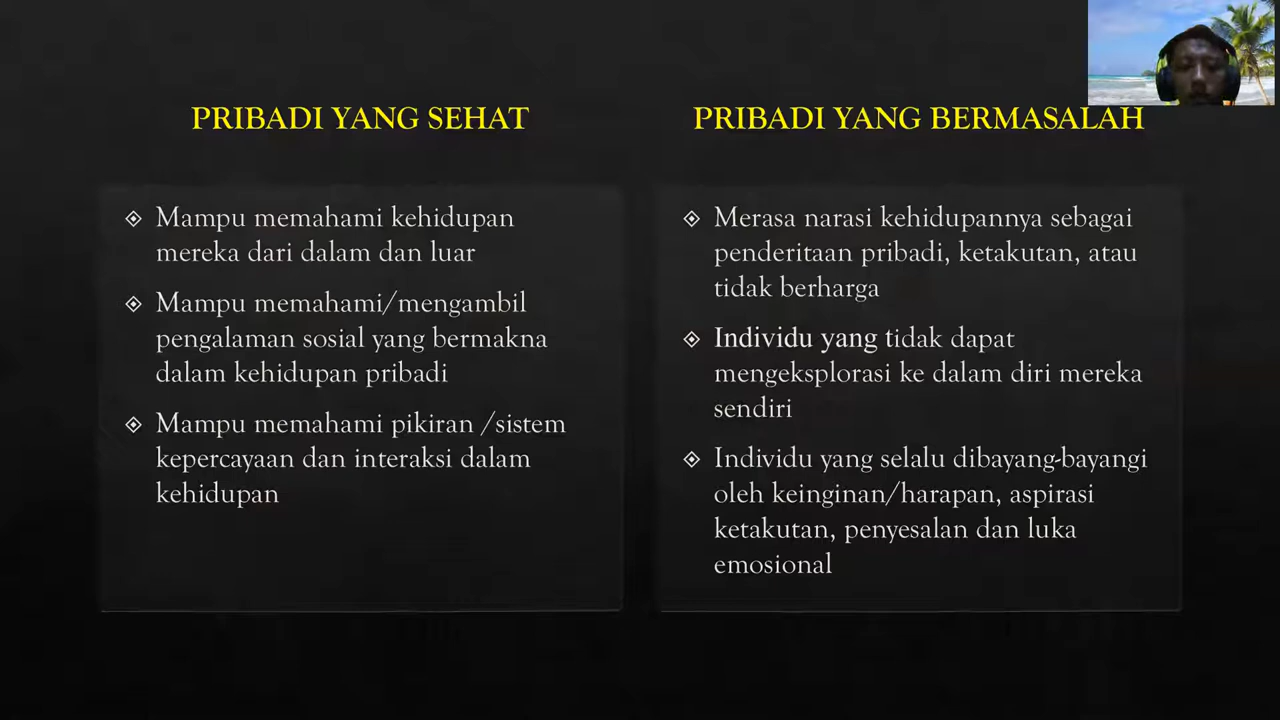 PRIBADI YANG SEHAT
Mampu memahami kehidupan
mereka dari dalam dan luar
Mampu memahami/mengambil
pengalaman sosial yang bermakna
dalam kehidupan pribadi
Mampu memahami pikiran /sistem
kepercayaan dan interaksi dalam
kehidupan
PRIBADI YANG BERMASALAH
Merasa narasi kehidupannya sebagai
penderitaan pribadi, ketakutan, atau
tidak berharga
Individu yang tidak dapat
mengeksplorasi ke dalam diri mereka
sendiri
Individu yang selalu dibayang-bayangi
oleh keinginan/harapan, aspirasi
ketakutan, penyesalan dan luka
emosional